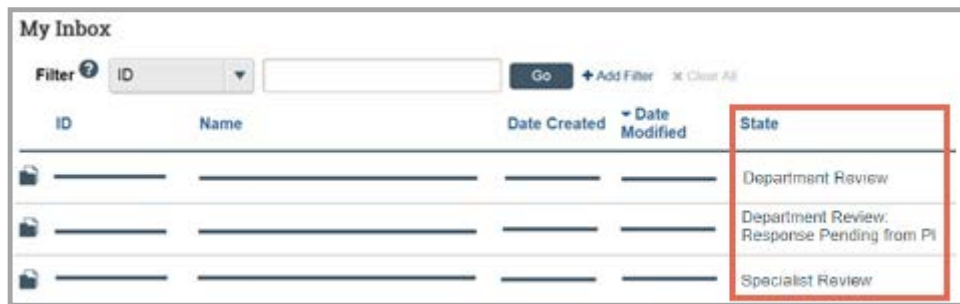 My Inbox
Filter ? ID Go + Add Filter × Clear All
ID Name Date Created Date Modified State
Department Review
Department Review:
Response Pending from PI
Specialist Review